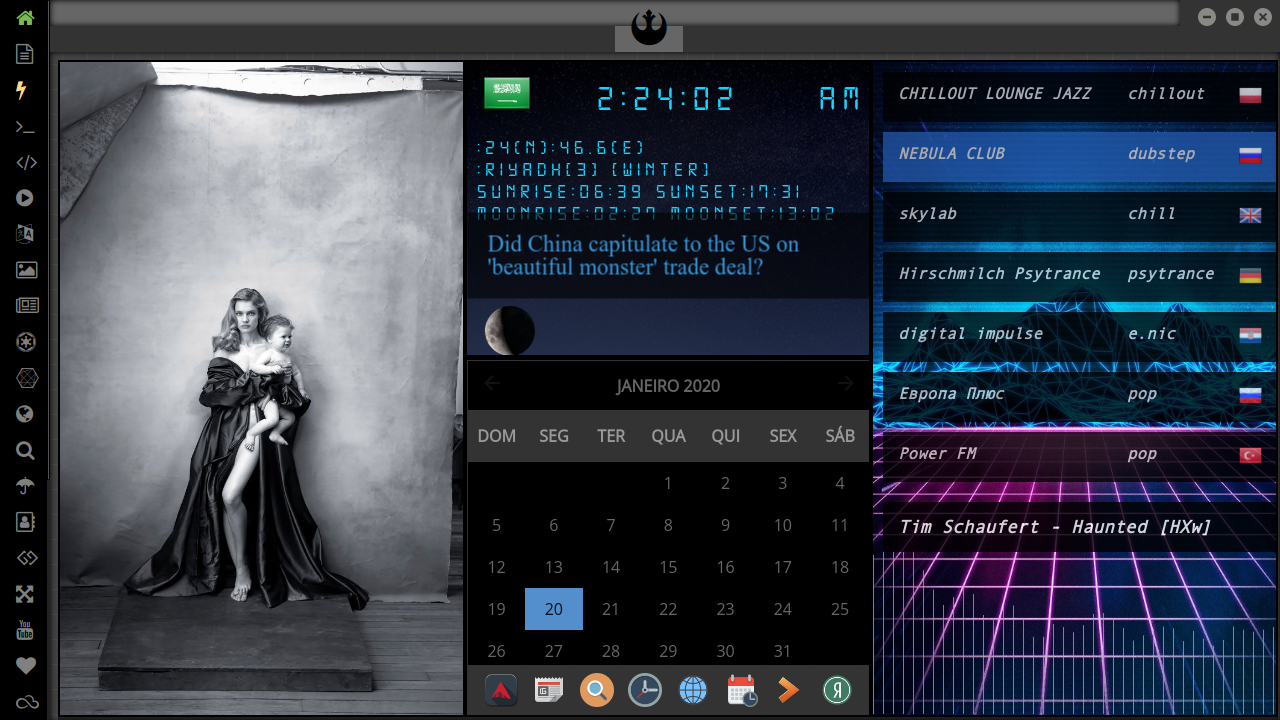 2:24:02 AM
:24(N):46.6(E)
:RIYADH(3) (WINTER)
SUNRISE:06:39 SUNSET:17:31
MOONRISE:02:27 MOONSET:13:02
Did China capitulate to the US on
'beautiful monster' trade deal?
JANEIRO 2020
DOM SEG TER QUA QUI SEX SÁB
1 2 3 4
5 6 7 8 9 10 11
12 13 14 15 16 17 18
19 20 21 22 23 24 25
26 27 28 29 30 31
CHILLOUT LOUNGE JAZZ chillout
NEBULA CLUB dubstep
skylab chill
Hirschmilch Psytrance psytrance
digital impulse e.nic
Европа Плюс pop
Power FM pop
Tim Schaufert - Haunted [HXw]
You
Tube
Я